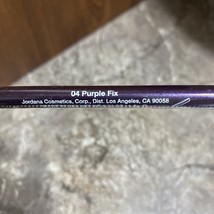 04 Purple Fix
Jordana Cosmetics, Corp., Dist. Los Angeles, CA 90058